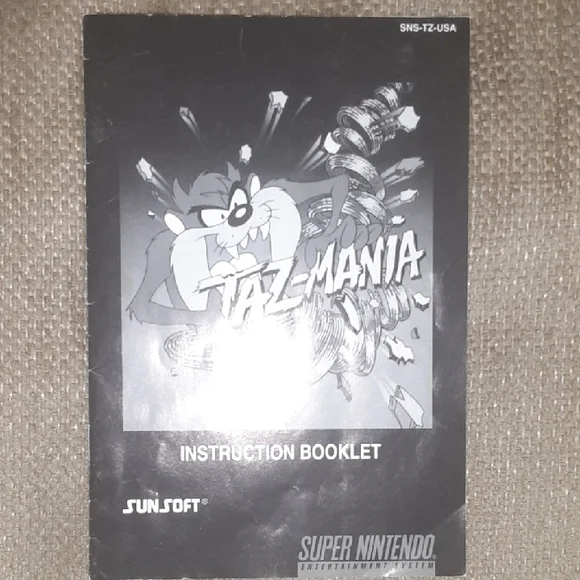 SNS-TZ-USA
TAZ-MANIA
INSTRUCTION BOOKLET
SUNSOFT®
SUPER NINTENDO®
ENTERTAINMENT SYSTEM